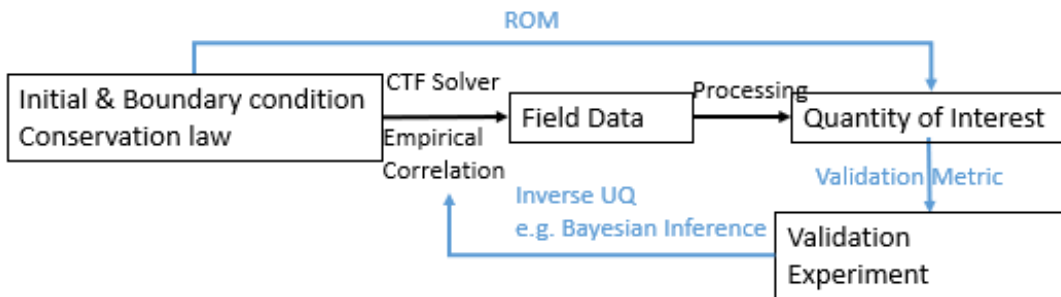 ROM
Initial & Boundary condition
Conservation law
CTF Solver
Empirical
Correlation
Field Data
Processing
Quantity of Interest
Validation Metric
Inverse UQ
e.g. Bayesian Inference
Validation
Experiment